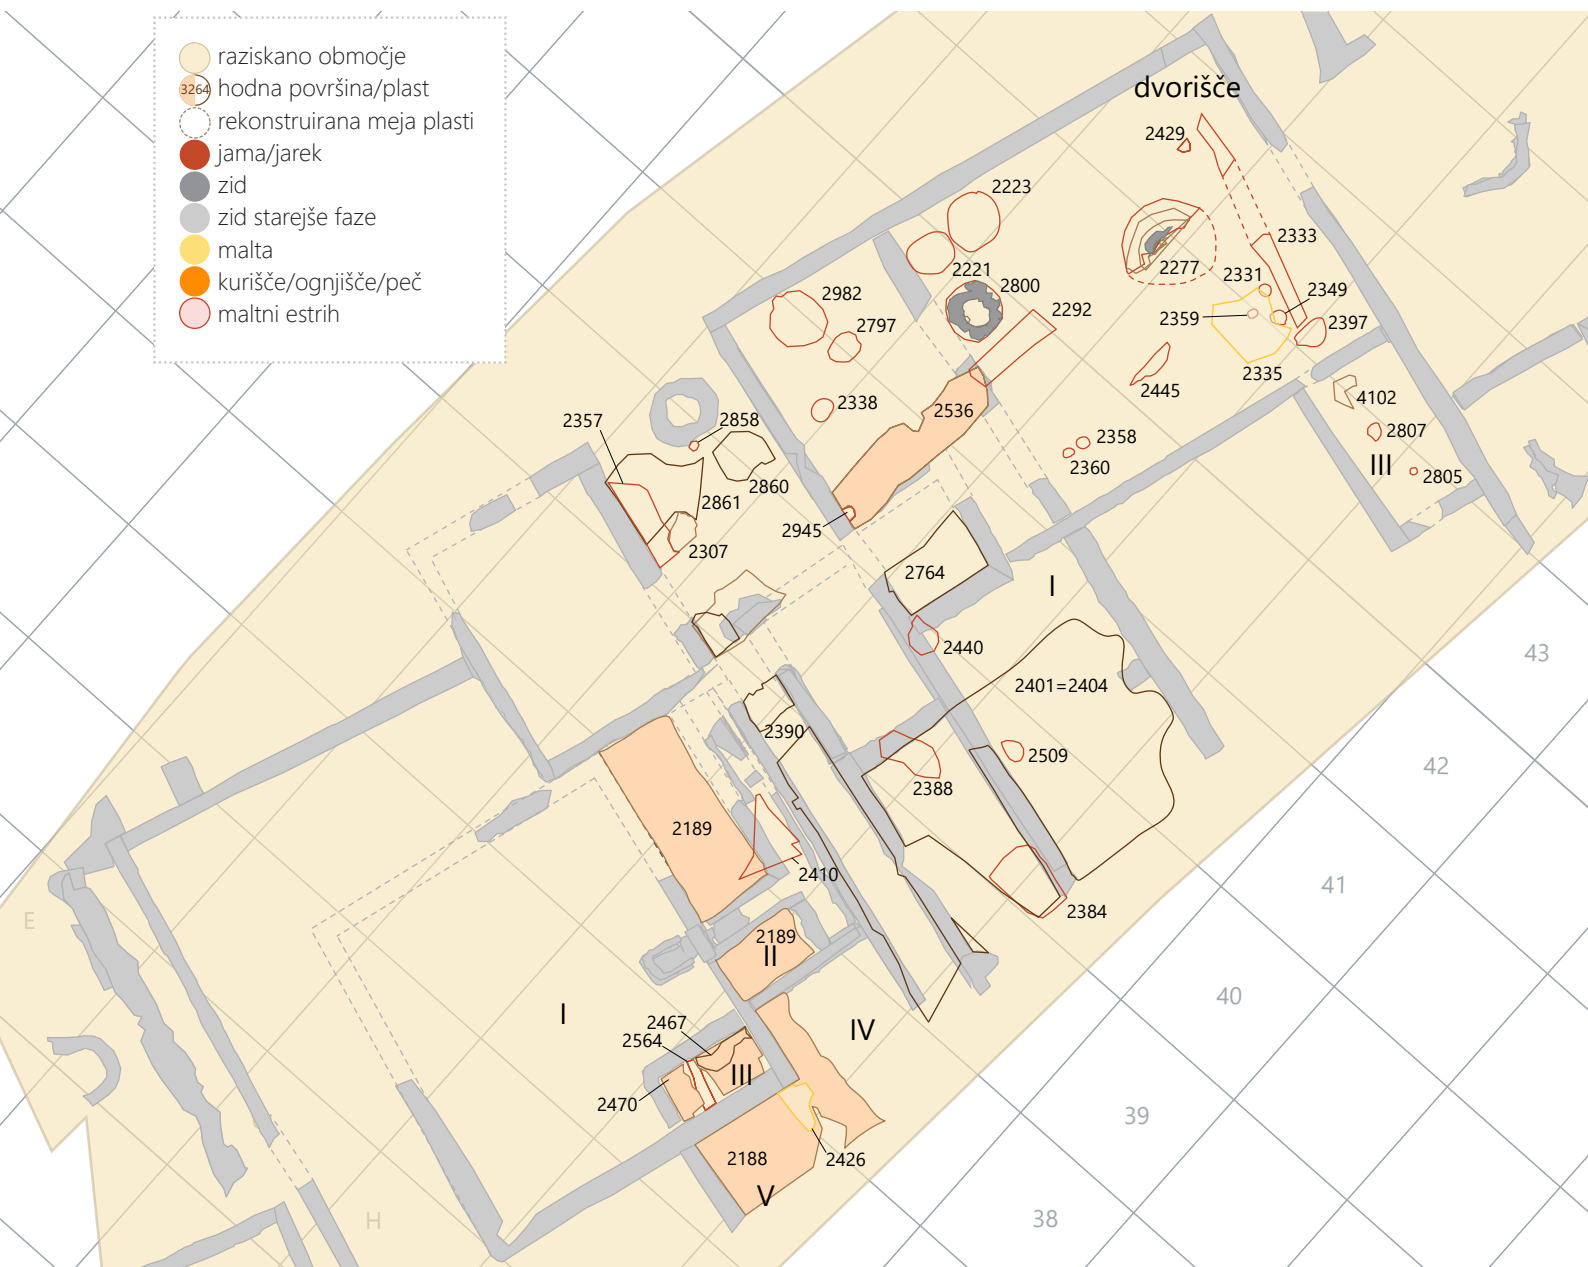 raziskano območje
3264 hodna površina/plast
rekonstruirana meja plasti
jama/jarek
zid
zid starejše faze
malta
kurišče/ognjišče/peč
maltni estrih
dvorišče
2429
2223
2333
2221
2277
2331
2800
2349
2982
2292
2359
2397
2797
2335
2445
4102
2338
2536
2357
2858
2807
2358
III
2360
2805
2860
2861
2945
2307
2764
I
2440
43
2401=2404
2390
2509
42
2388
2189
2410
41
2384
E
2189
II
40
I
2467
IV
2564
III
2470
39
2188
2426
V
H
38